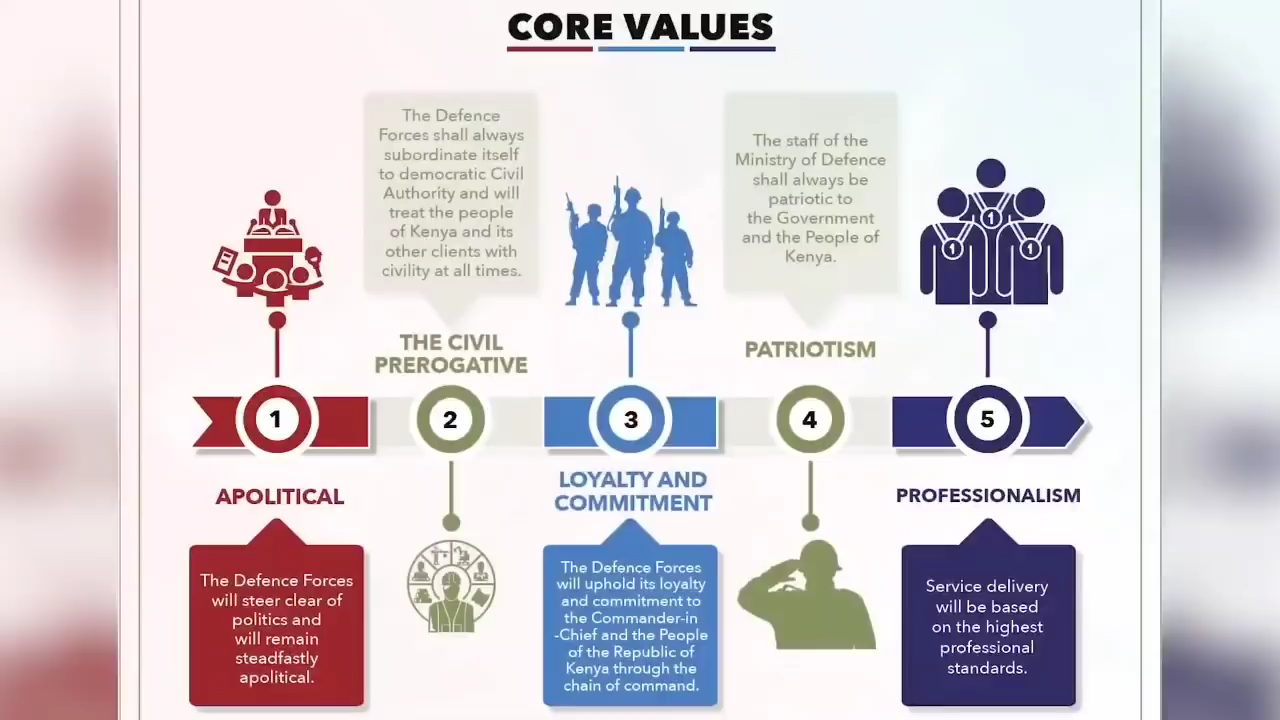 CORE VALUES
1
APOLITICAL
The Defence Forces
will steer clear of
politics and
will remain
steadfastly
apolitical.
The Defence
Forces shall always
subordinate itself
to democratic Civil
Authority and will
treat the people
of Kenya and its
other clients with
civility at all times.
THE CIVIL
PREROGATIVE
2
3
LOYALTY AND
COMMITMENT
The Defence Forces
will uphold its loyalty
and commitment to
the Commander-in
-Chief and the People
of the Republic of
Kenya through the
chain of command.
The staff of the
Ministry of Defence
shall always be
patriotic to
the Government
and the People of
Kenya.
PATRIOTISM
4
1
1
1
5
PROFESSIONALISM
Service delivery
will be based
on the highest
professional
standards.